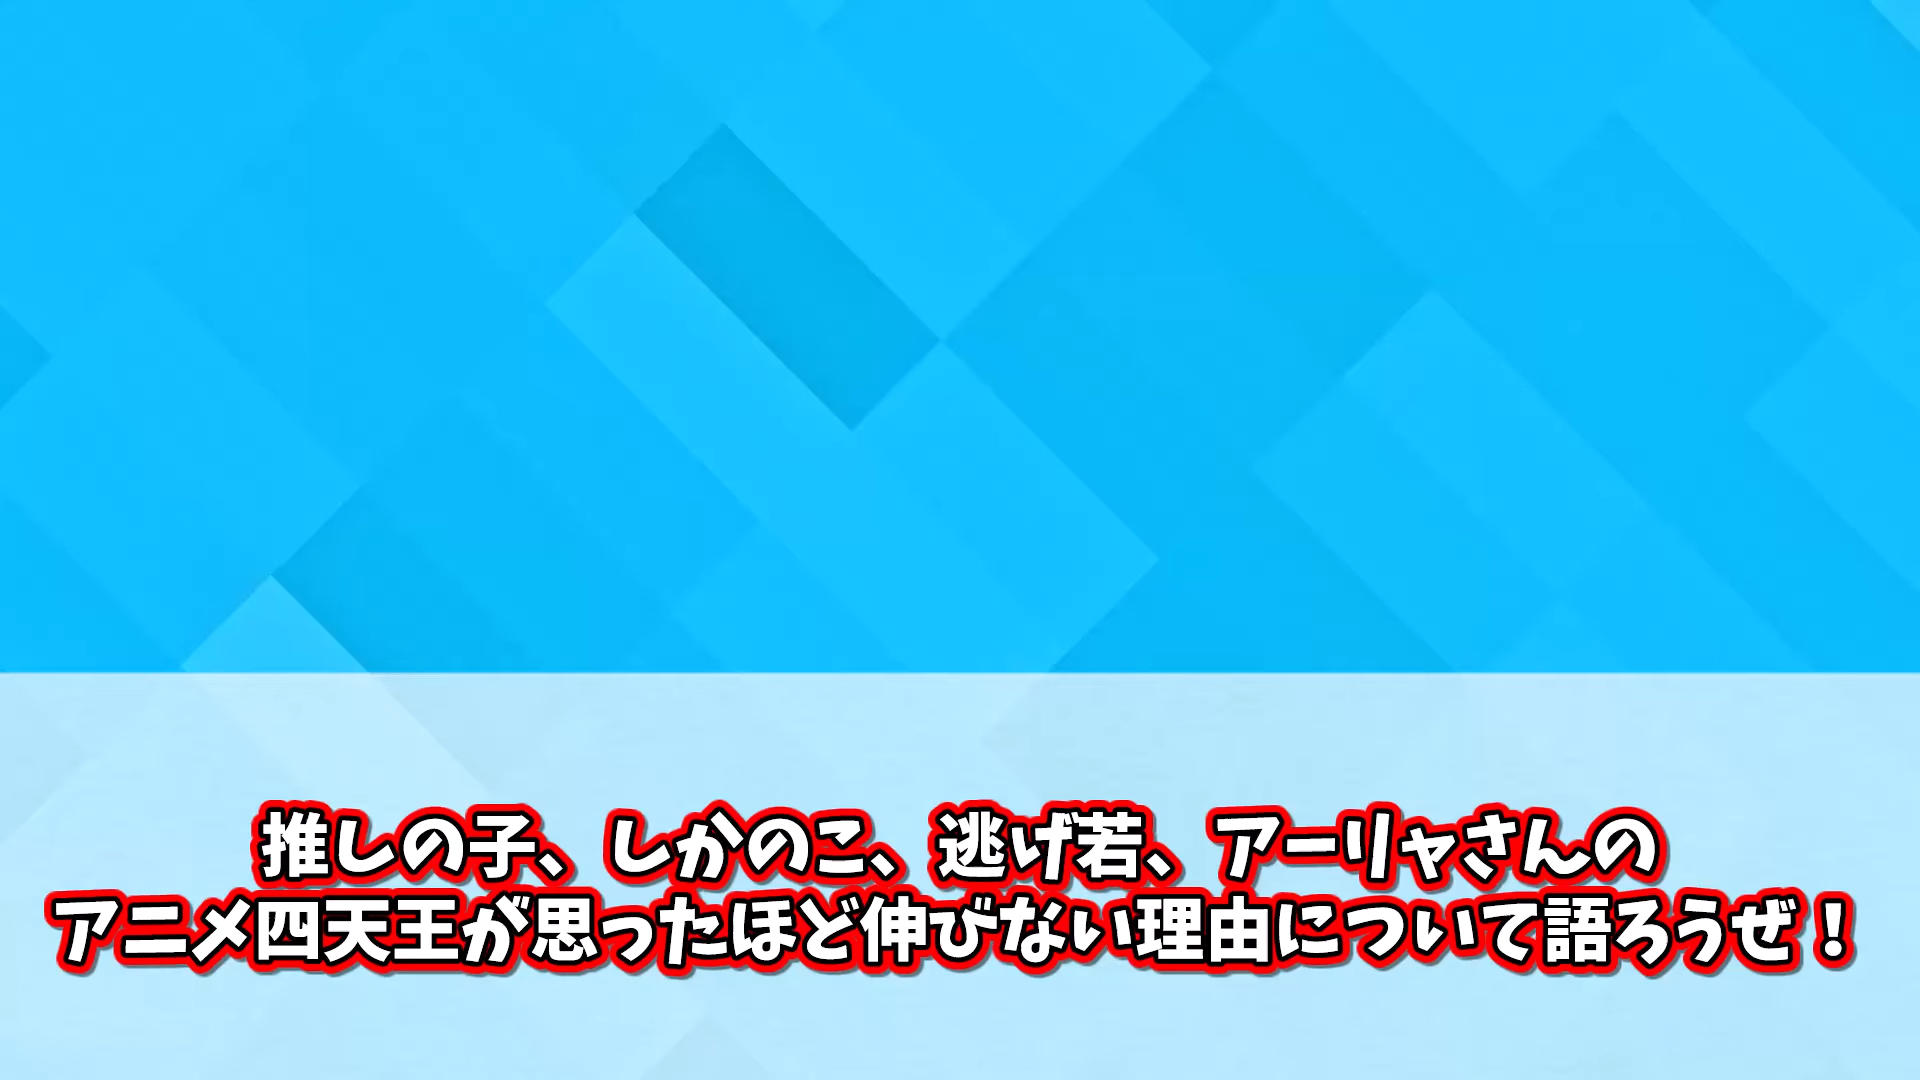 推しの子、しかのこ、逃げ若、アーリャさんの
アニメ四天王が思ったほど伸びない理由について語ろうぜ！